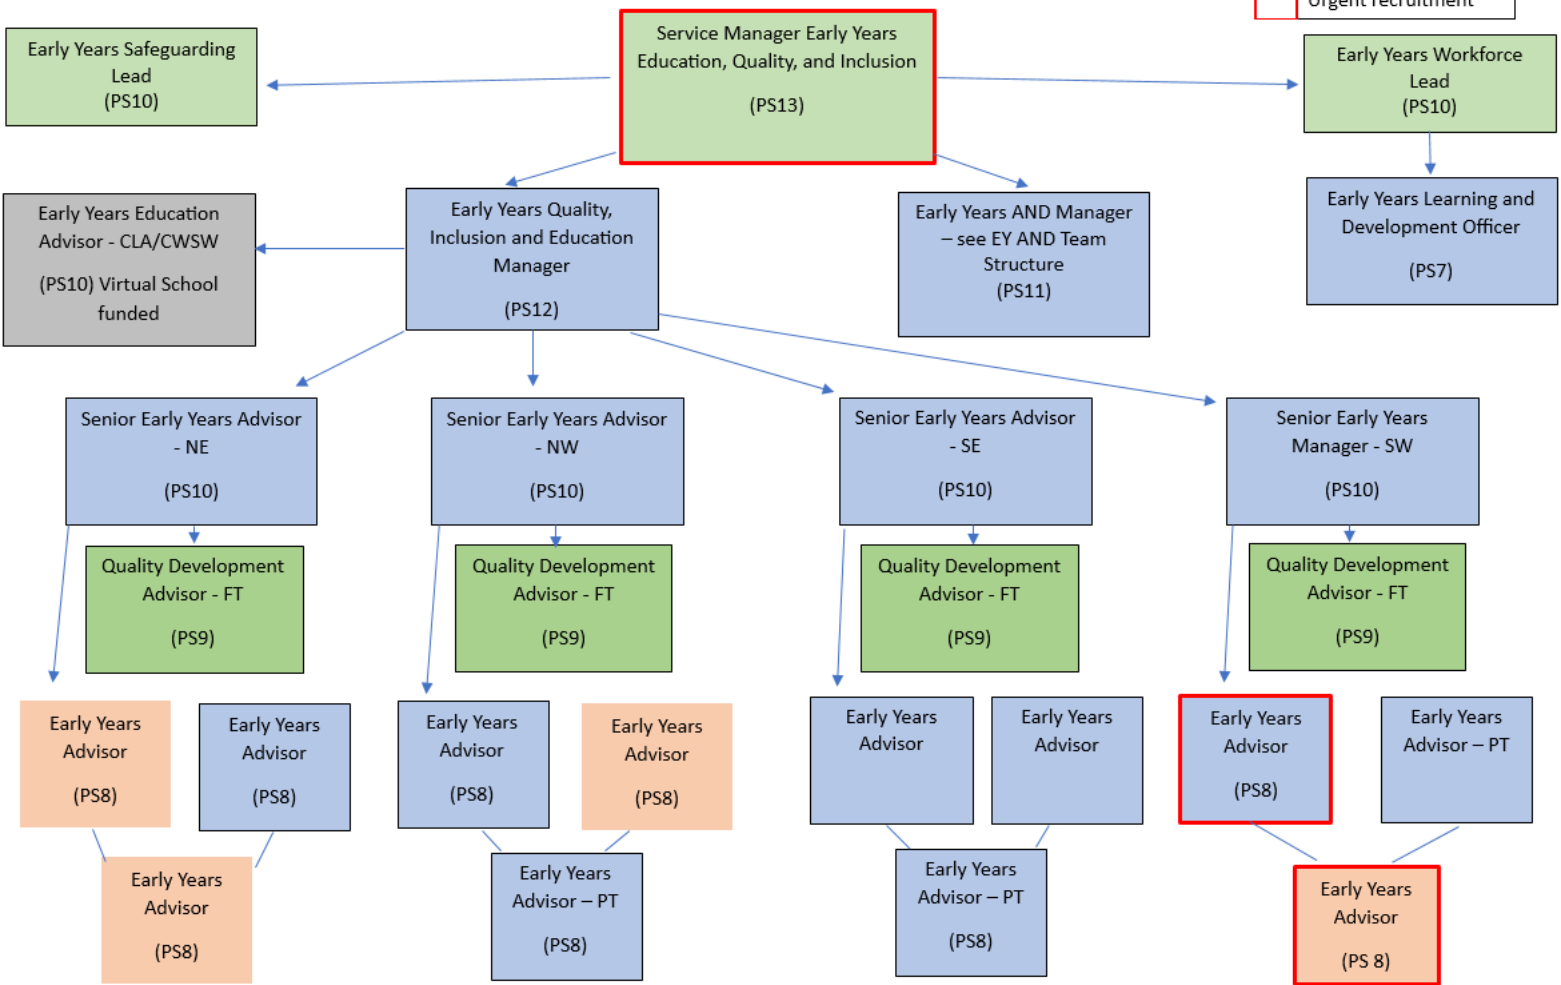 Urgent recruitment
Service Manager Early Years
Education, Quality, and Inclusion
(PS13)
Early Years Safeguarding
Lead
(PS10)
Early Years Workforce
Lead
(PS10)
Early Years Education
Advisor - CLA/CWSW
(PS10) Virtual School
funded
Early Years Quality,
Inclusion and Education
Manager
(PS12)
Early Years AND Manager
– see EY AND Team
Structure
(PS11)
Early Years Learning and
Development Officer
(PS7)
Senior Early Years Advisor
- NE
(PS10)
Senior Early Years Advisor
- NW
(PS10)
Senior Early Years Advisor
- SE
(PS10)
Senior Early Years
Manager - SW
(PS10)
Quality Development
Advisor - FT
(PS9)
Quality Development
Advisor - FT
(PS9)
Quality Development
Advisor - FT
(PS9)
Quality Development
Advisor - FT
(PS9)
Early Years
Advisor
(PS8)
Early Years
Advisor
(PS8)
Early Years
Advisor
(PS8)
Early Years
Advisor
(PS8)
Early Years
Advisor
Early Years
Advisor
Early Years
Advisor
(PS8)
Early Years
Advisor – PT
Early Years
Advisor
(PS8)
Early Years
Advisor – PT
(PS8)
Early Years
Advisor – PT
(PS8)
Early Years
Advisor
(PS 8)